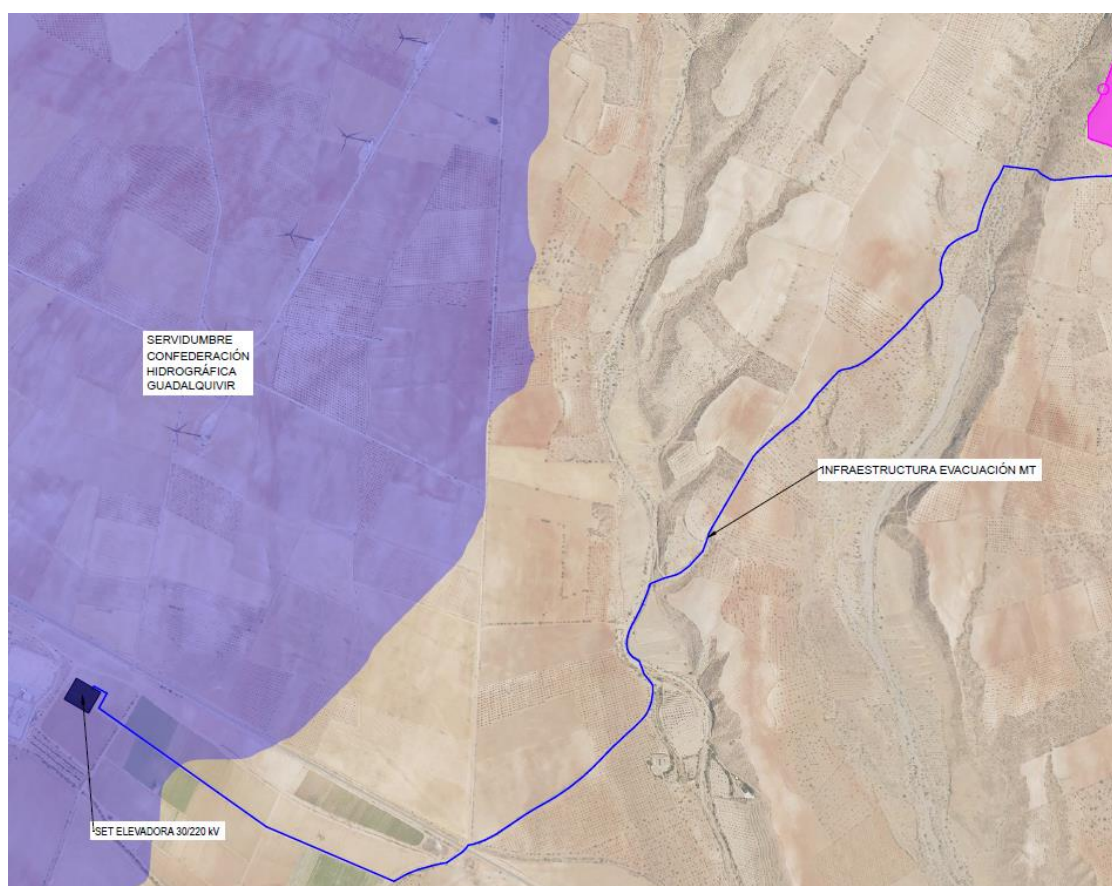 SERVIDUMBRE
CONFEDERACIÓN
HIDROGRÁFICA
GUADALQUIVIR
INFRAESTRUCTURA EVACUACIÓN MT
SET ELEVADORA 30/220 kV